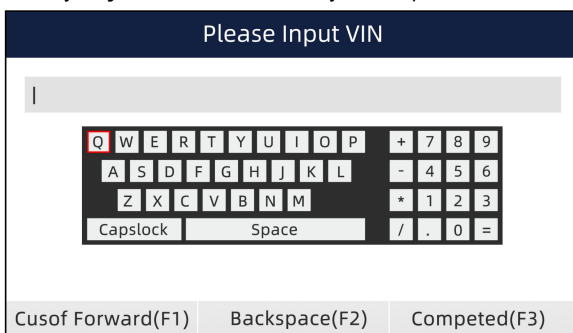 Please Input VIN
|
Q W E R T Y U I O P + 7 8 9
A S D F G H J K L - 4 5 6
Z X C V B N M * 1 2 3
Capslock Space / . 0 =
Cusof Forward(F1) Backspace(F2) Competed(F3)